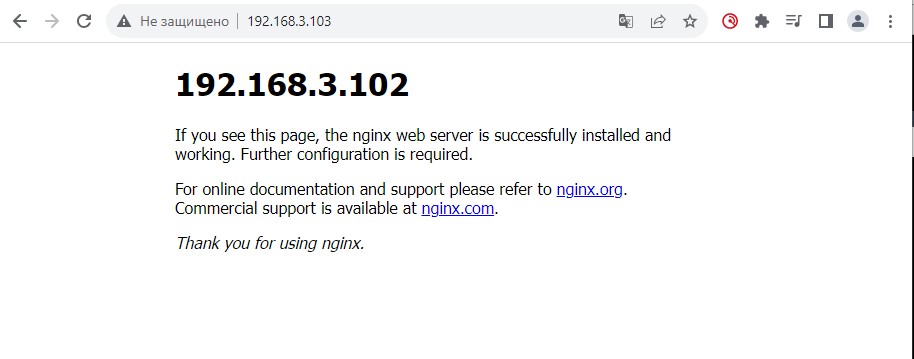 Не защищено 192.168.3.103
192.168.3.102
If you see this page, the nginx web server is successfully installed and
working. Further configuration is required.
For online documentation and support please refer to nginx.org.
Commercial support is available at nginx.com.
Thank you for using nginx.